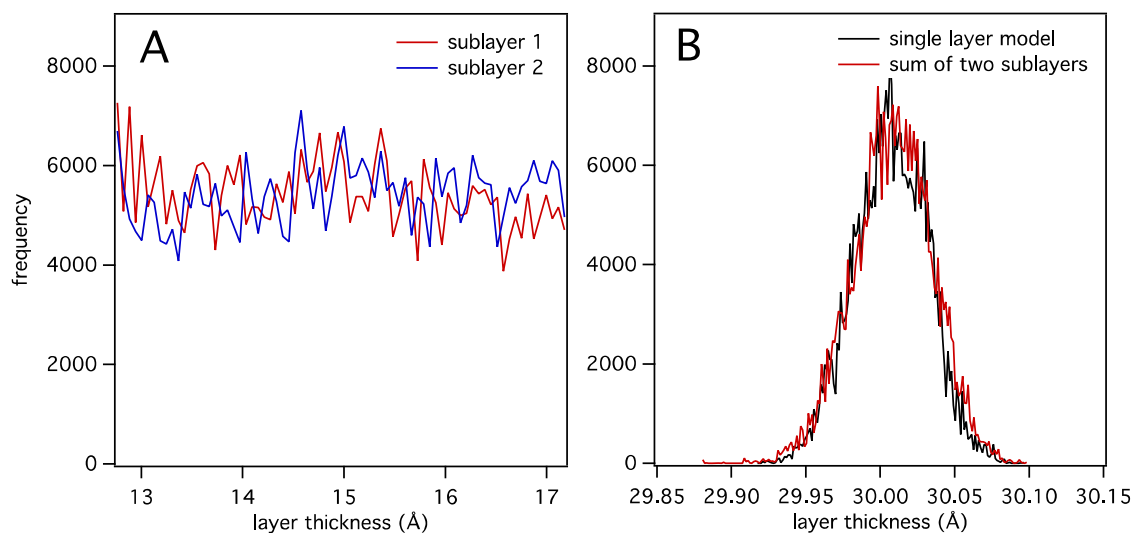 A
sublayer 1
sublayer 2
8000
6000
4000
2000
0
frequency
13 14 15 16 17
layer thickness (Å)
B
single layer model
sum of two sublayers
8000
6000
4000
2000
0
29.85 29.90 29.95 30.00 30.05 30.10 30.15
layer thickness (Å)